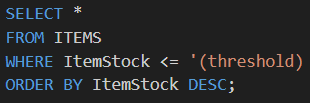 SELECT *
FROM ITEMS
WHERE ItemStock <= '(threshold)
ORDER BY ItemStock DESC;